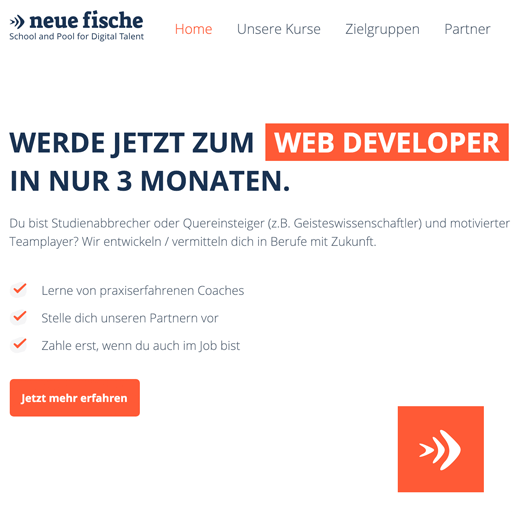 neue fische
School and Pool for Digital Talent
Home Unsere Kurse Zielgruppen Partner
WERDE JETZT ZUM WEB DEVELOPER
IN NUR 3 MONATEN.
Du bist Studienabbrecher oder Quereinsteiger (z.B. Geisteswissenschaftler) und motivierter
Teamplayer? Wir entwickeln / vermitteln dich in Berufe mit Zukunft.
Lerne von praxiserfahrenen Coaches
Stelle dich unseren Partnern vor
Zahle erst, wenn du auch im Job bist
Jetzt mehr erfahren